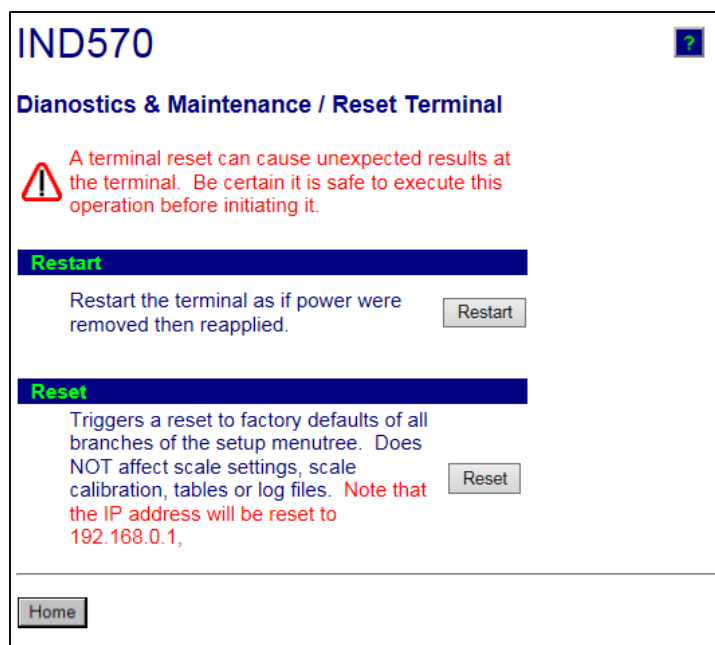 IND570
?
Dianostics & Maintenance / Reset Terminal
A terminal reset can cause unexpected results at
the terminal. Be certain it is safe to execute this
operation before initiating it.
Restart
Restart the terminal as if power were
removed then reapplied.
Restart
Reset
Triggers a reset to factory defaults of all
branches of the setup menutree. Does
NOT affect scale settings, scale
calibration, tables or log files. Note that
the IP address will be reset to
192.168.0.1,
Reset
Home